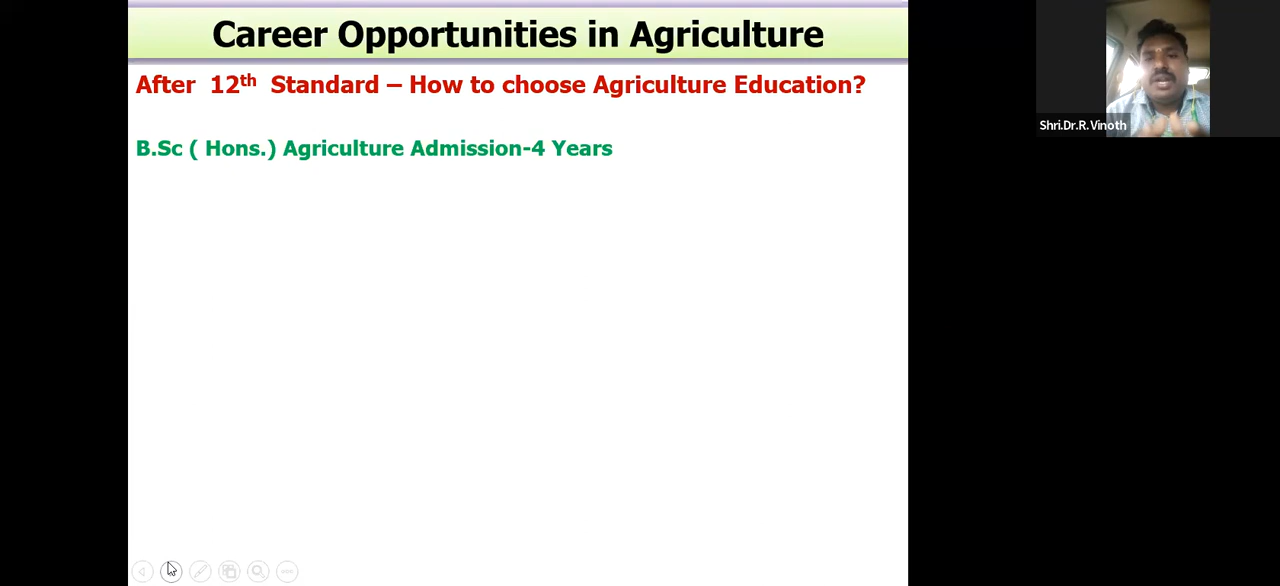 Career Opportunities in Agriculture
After 12th Standard – How to choose Agriculture Education?
B.Sc ( Hons.) Agriculture Admission-4 Years
Shri.Dr.R.Vinoth